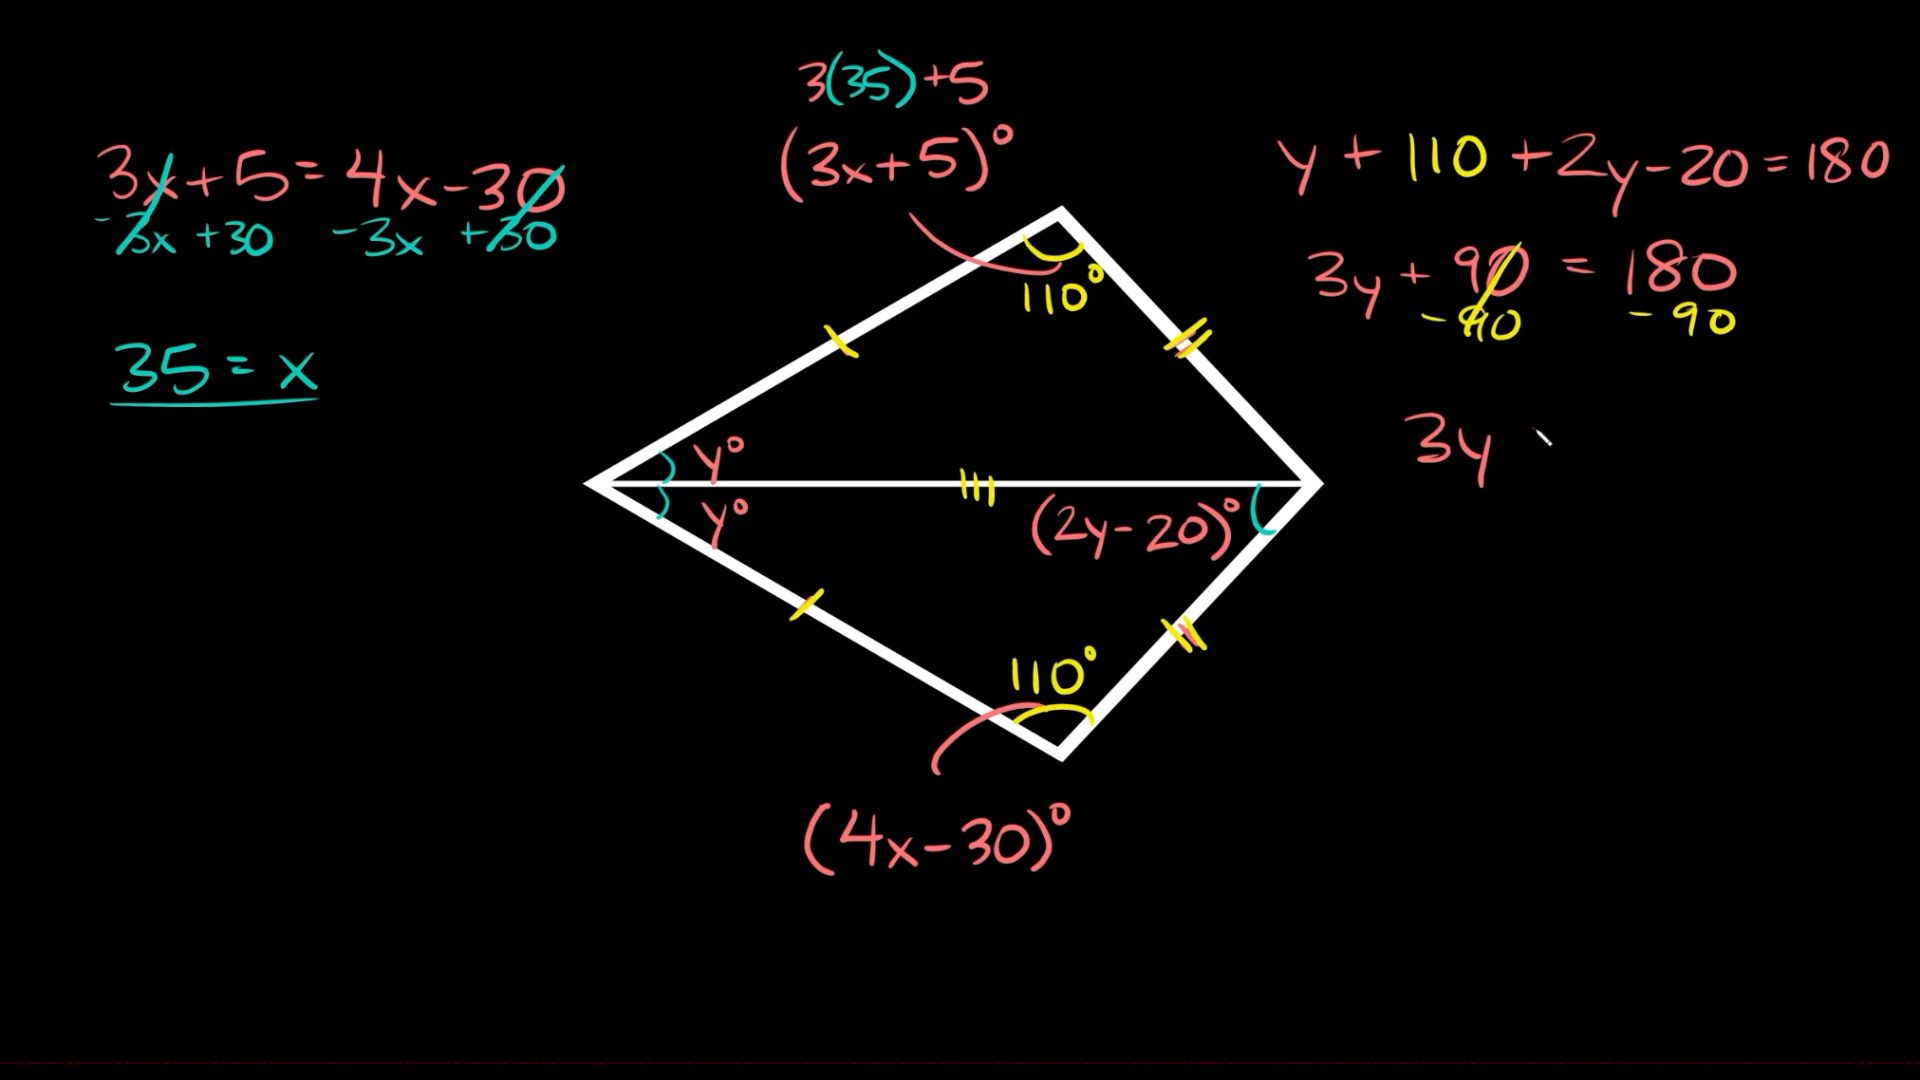 3(35)+5
(3x+5)°
3x+5=4x-30
-3x +30 -3x +30
35=x
y+110+2y-20=180
3y+90=180
-90 -90
3y
110°
y°
y°
(2y-20)°
110°
(4x-30)°